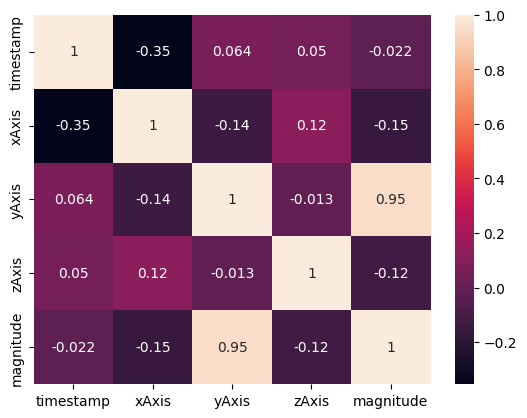 timestamp 1 -0.35 0.064 0.05 -0.022
xAxis -0.35 1 -0.14 0.12 -0.15
yAxis 0.064 -0.14 1 -0.013 0.95
zAxis 0.05 0.12 -0.013 1 -0.12
magnitude -0.022 -0.15 0.95 -0.12 1
timestamp xAxis yAxis zAxis magnitude
1.0
0.8
0.6
0.4
0.2
0.0
−0.2